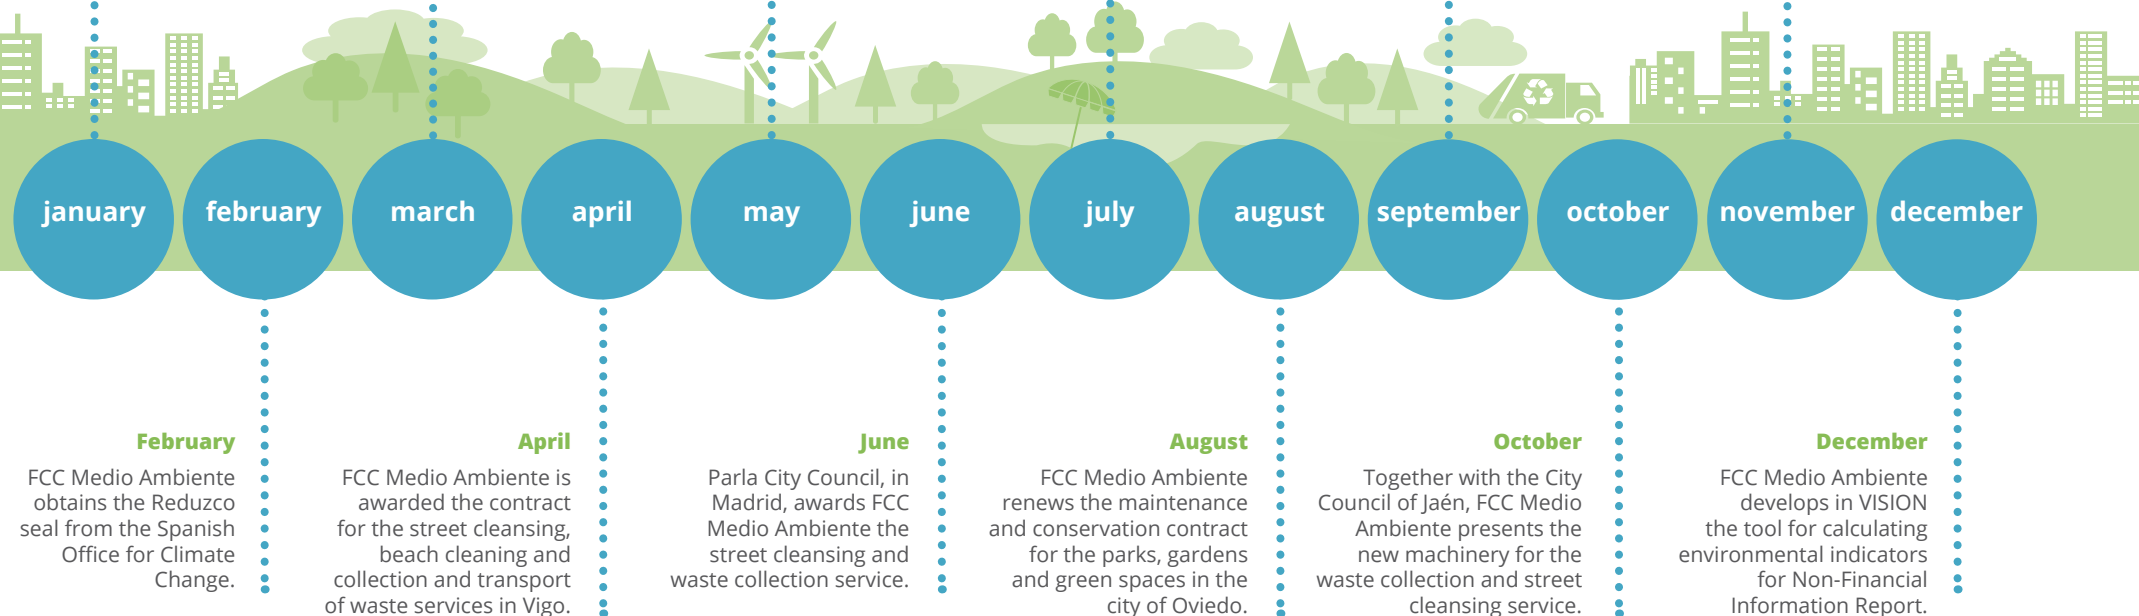 january
february
march
april
may
june
july
august
september
october
november
december
February
FCC Medio Ambiente
obtains the Reduzco
seal from the Spanish
Office for Climate
Change.
April
FCC Medio Ambiente is
awarded the contract
for the street cleansing,
beach cleaning and
collection and transport
of waste services in Vigo.
June
Parla City Council, in
Madrid, awards FCC
Medio Ambiente the
street cleansing and
waste collection service.
August
FCC Medio Ambiente
renews the maintenance
and conservation contract
for the parks, gardens
and green spaces in the
city of Oviedo.
October
Together with the City
Council of Jaén, FCC Medio
Ambiente presents the
new machinery for the
waste collection and street
cleansing service.
December
FCC Medio Ambiente
develops in VISION
the tool for calculating
environmental indicators
for Non-Financial
Information Report.